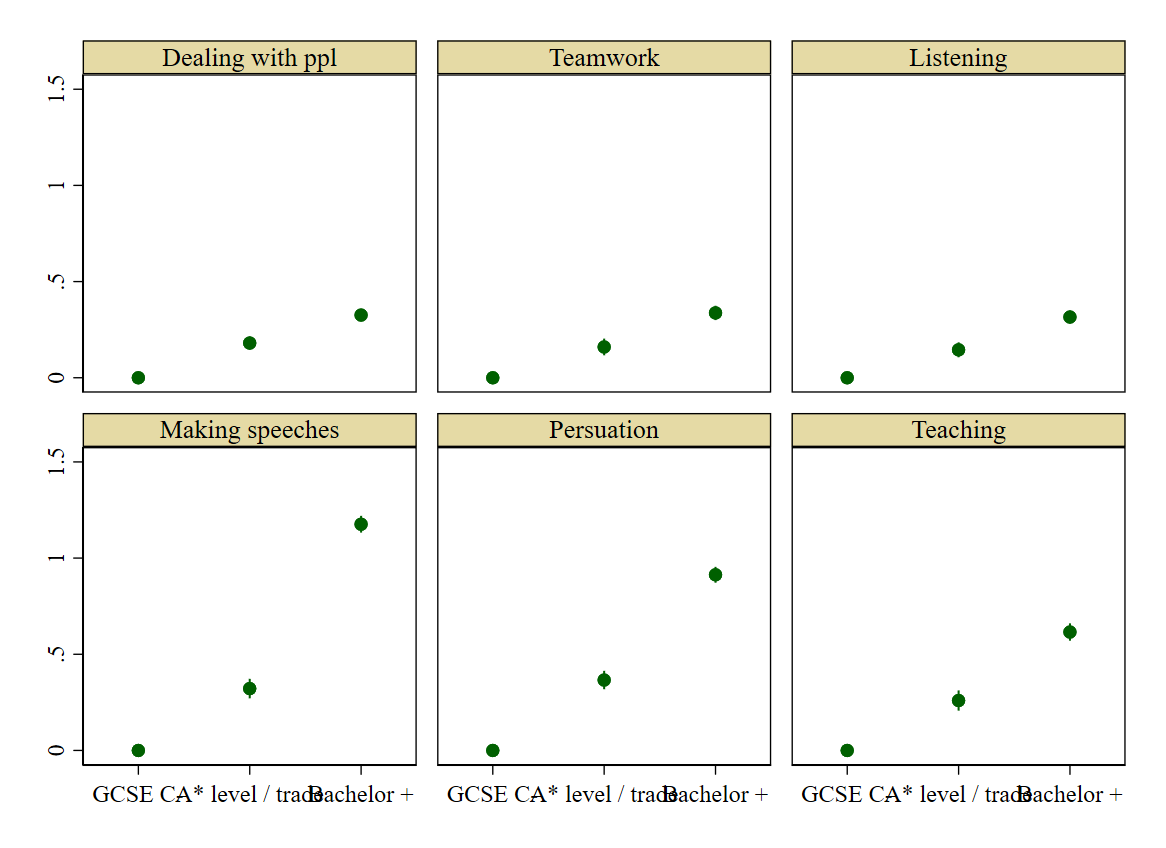 Dealing with ppl
Teamwork
Listening
1.5
1
.5
0
Making speeches
Persuation
Teaching
1.5
1
.5
0
GCSE CA* level / trade Bachelor +
GCSE CA* level / trade Bachelor +
GCSE CA* level / trade Bachelor +